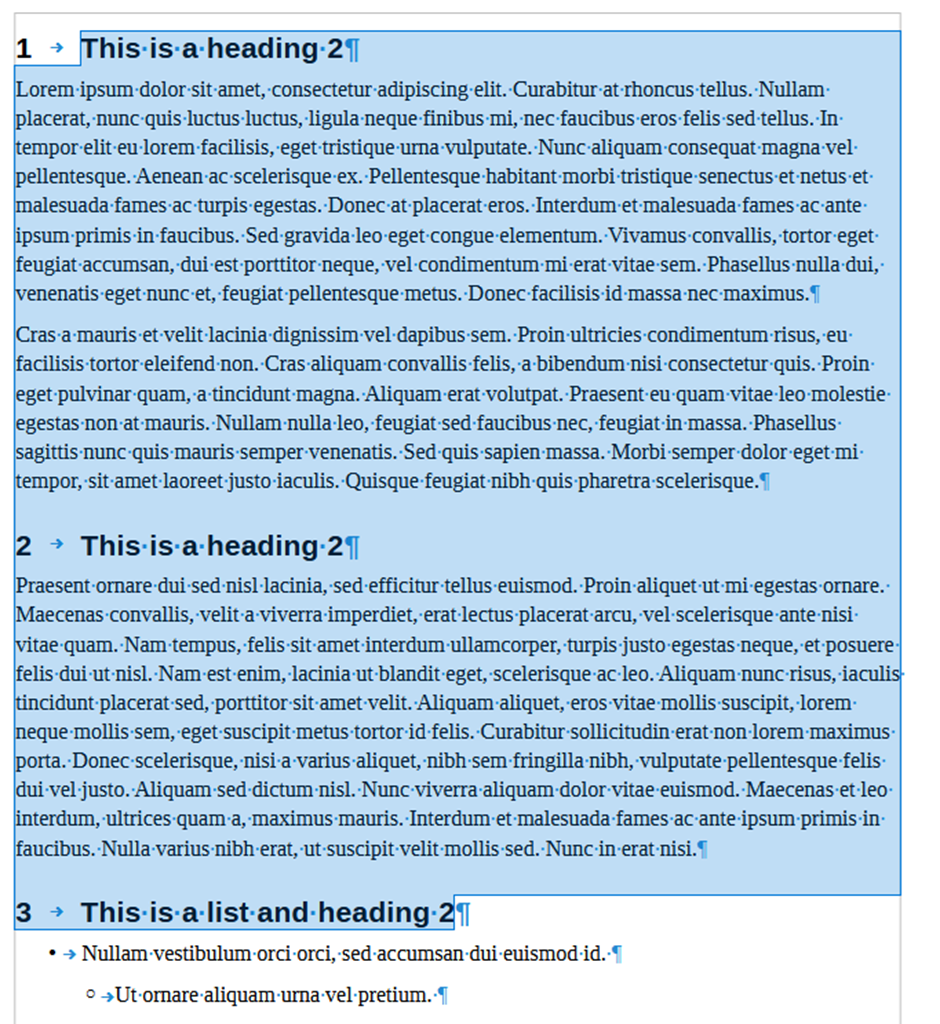 1 → This is a heading 2¶
Lorem ipsum dolor sit amet, consectetur adipiscing elit. Curabitur at rhoncus tellus. Nullam
placerat, nunc quis luctus luctus, ligula neque finibus mi, nec faucibus eros felis sed tellus. In
tempor elit eu lorem facilisis, eget tristique urna vulputate. Nunc aliquam consequat magna vel
pellentesque. Aenean ac scelerisque ex. Pellentesque habitant morbi tristique senectus et netus et
malesuada fames ac turpis egestas. Donec at placerat eros. Interdum et malesuada fames ac ante
ipsum primis in faucibus. Sed gravida leo eget congue elementum. Vivamus convallis, tortor eget
feugiat accumsan, dui est porttitor neque, vel condimentum mi erat vitae sem. Phasellus nulla dui,
venenatis eget nunc et, feugiat pellentesque metus. Donec facilisis id massa nec maximus.¶
Cras a mauris et velit lacinia dignissim vel dapibus sem. Proin ultricies condimentum risus, eu
facilisis tortor eleifend non. Cras aliquam convallis felis, a bibendum nisi consectetur quis. Proin
eget pulvinar quam, a tincidunt magna. Aliquam erat volutpat. Praesent eu quam vitae leo molestie
egestas non at mauris. Nullam nulla leo, feugiat sed faucibus nec, feugiat in massa. Phasellus
sagittis nunc quis mauris semper venenatis. Sed quis sapien massa. Morbi semper dolor eget mi
tempor, sit amet laoreet justo iaculis. Quisque feugiat nibh quis pharetra scelerisque.¶
2 → This is a heading 2¶
Praesent ornare dui sed nisl lacinia, sed efficitur tellus euismod. Proin aliquet ut mi egestas ornare.
Maecenas convallis, velit a viverra imperdiet, erat lectus placerat arcu, vel scelerisque ante nisi
vitae quam. Nam tempus, felis sit amet interdum ullamcorper, turpis justo egestas neque, et posuere
felis dui ut nisl. Nam est enim, lacinia ut blandit eget, scelerisque ac leo. Aliquam nunc risus, iaculis
tincidunt placerat sed, porttitor sit amet velit. Aliquam aliquet, eros vitae mollis suscipit, lorem
neque mollis sem, eget suscipit metus tortor id felis. Curabitur sollicitudin erat non lorem maximus
porta. Donec scelerisque, nisi a varius aliquet, nibh sem fringilla nibh, vulputate pellentesque felis
dui vel justo. Aliquam sed dictum nisl. Nunc viverra aliquam dolor vitae euismod. Maecenas et leo
interdum, ultrices quam a, maximus mauris. Interdum et malesuada fames ac ante ipsum primis in
faucibus. Nulla varius nibh erat, ut suscipit velit mollis sed. Nunc in erat nisi.¶
3 → This is a list and heading 2¶
• → Nullam vestibulum orci orci, sed accumsan dui euismod id. ¶
○ → Ut ornare aliquam urna vel pretium. ¶